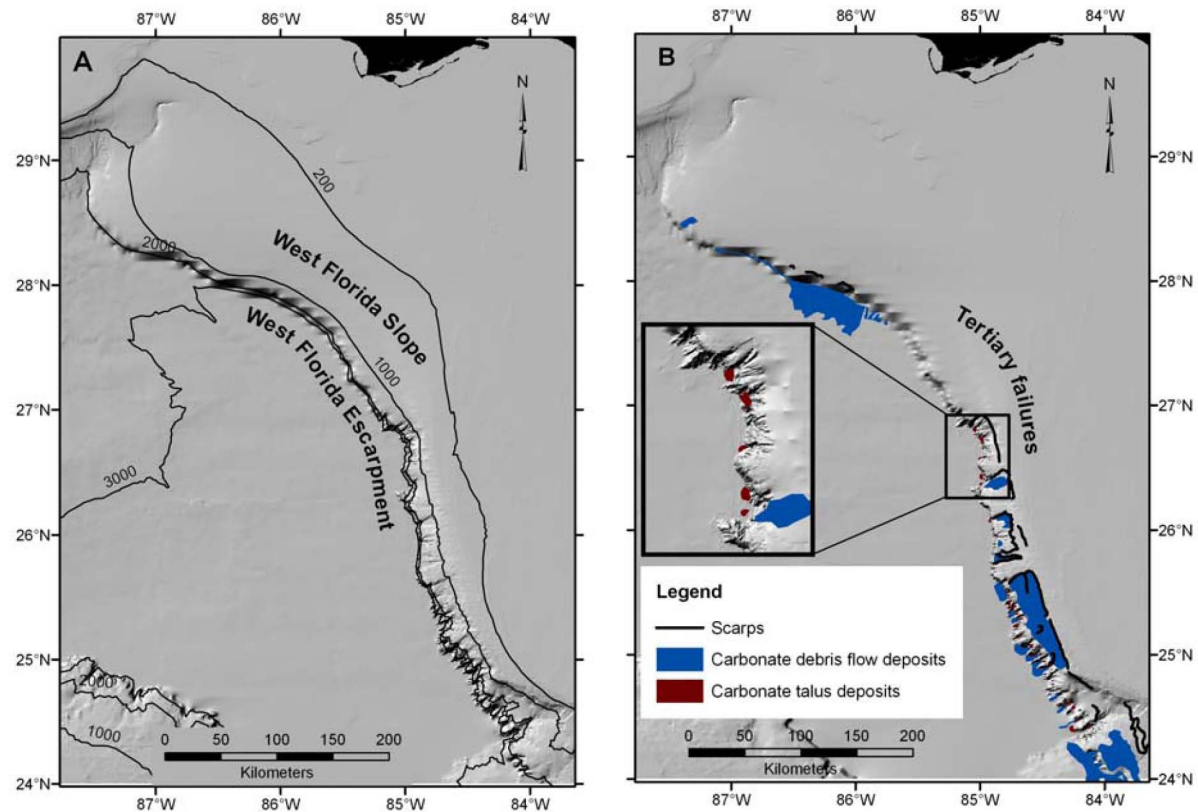 87°W 86°W 85°W 84°W
A
N
29°N
28°N
27°N
26°N
25°N
24°N
200
2000
1000
3000
2000
1000
West Florida Slope
West Florida Escarpment
0 50 100 150 200
Kilometers
87°W 86°W 85°W 84°W
87°W 86°W 85°W 84°W
B
N
29°N
28°N
27°N
26°N
25°N
24°N
Tertiary failures
Legend
Scarps
Carbonate debris flow deposits
Carbonate talus deposits
0 50 100 150 200
Kilometers
87°W 86°W 85°W 84°W